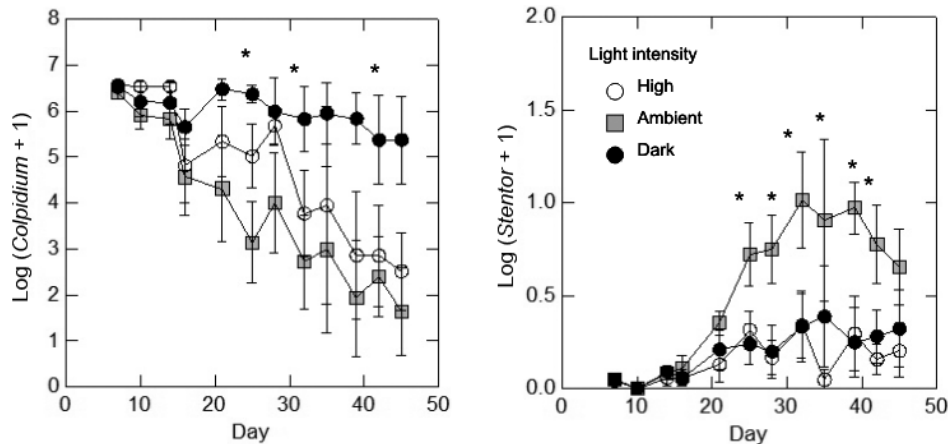 8
7
6
5
4
3
2
1
0
Log (Colpidium + 1)
* * *
0 10 20 30 40 50
Day
2.0
1.5
1.0
0.5
0.0
Log (Stentor + 1)
Light intensity
High
Ambient
Dark
* * * * * *
0 10 20 30 40 50
Day